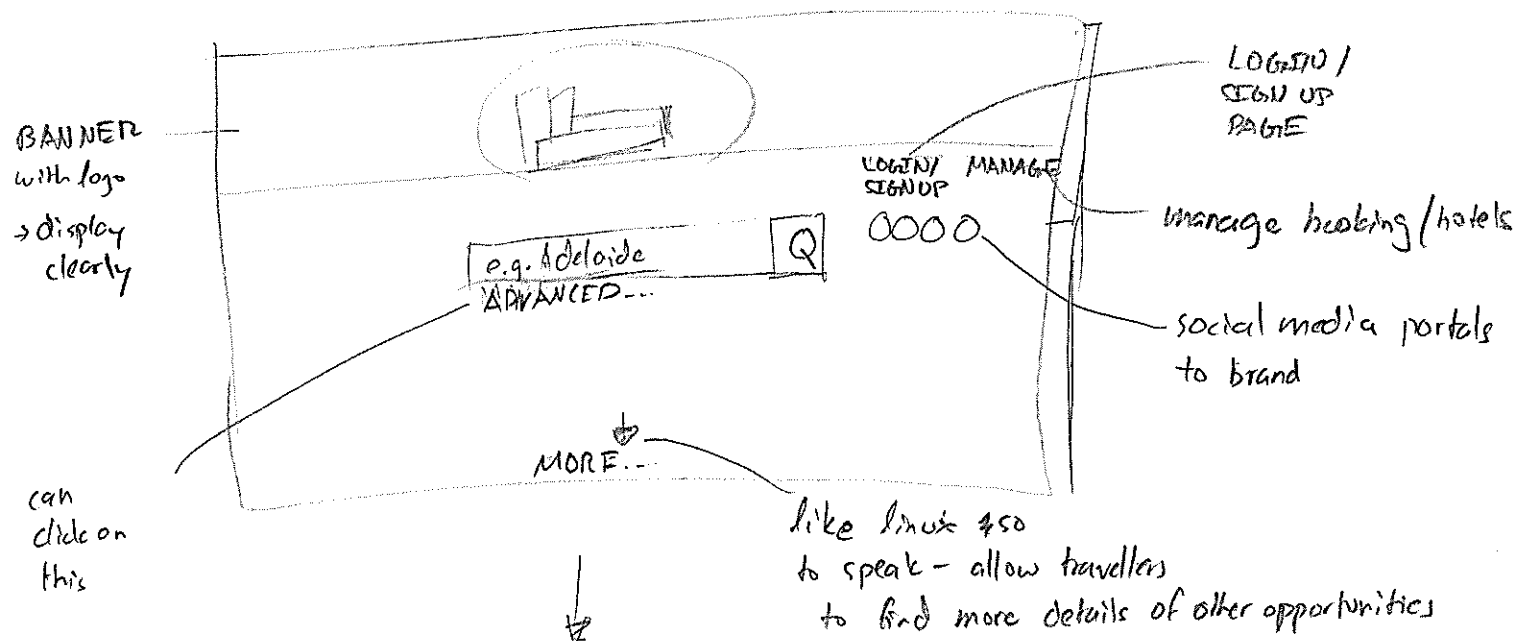 BANNER
with logo
→ display
clearly
LOGIN/
SIGN UP
PAGE
LOGIN/
SIGNUP
MANAGE
manage booking/hotels
e.g. Adelaide
Q
ADVANCED...
social media portals
to brand
MORE...
can
click on
this
like linux so
to speak - allow travellers
to find more details of other opportunities